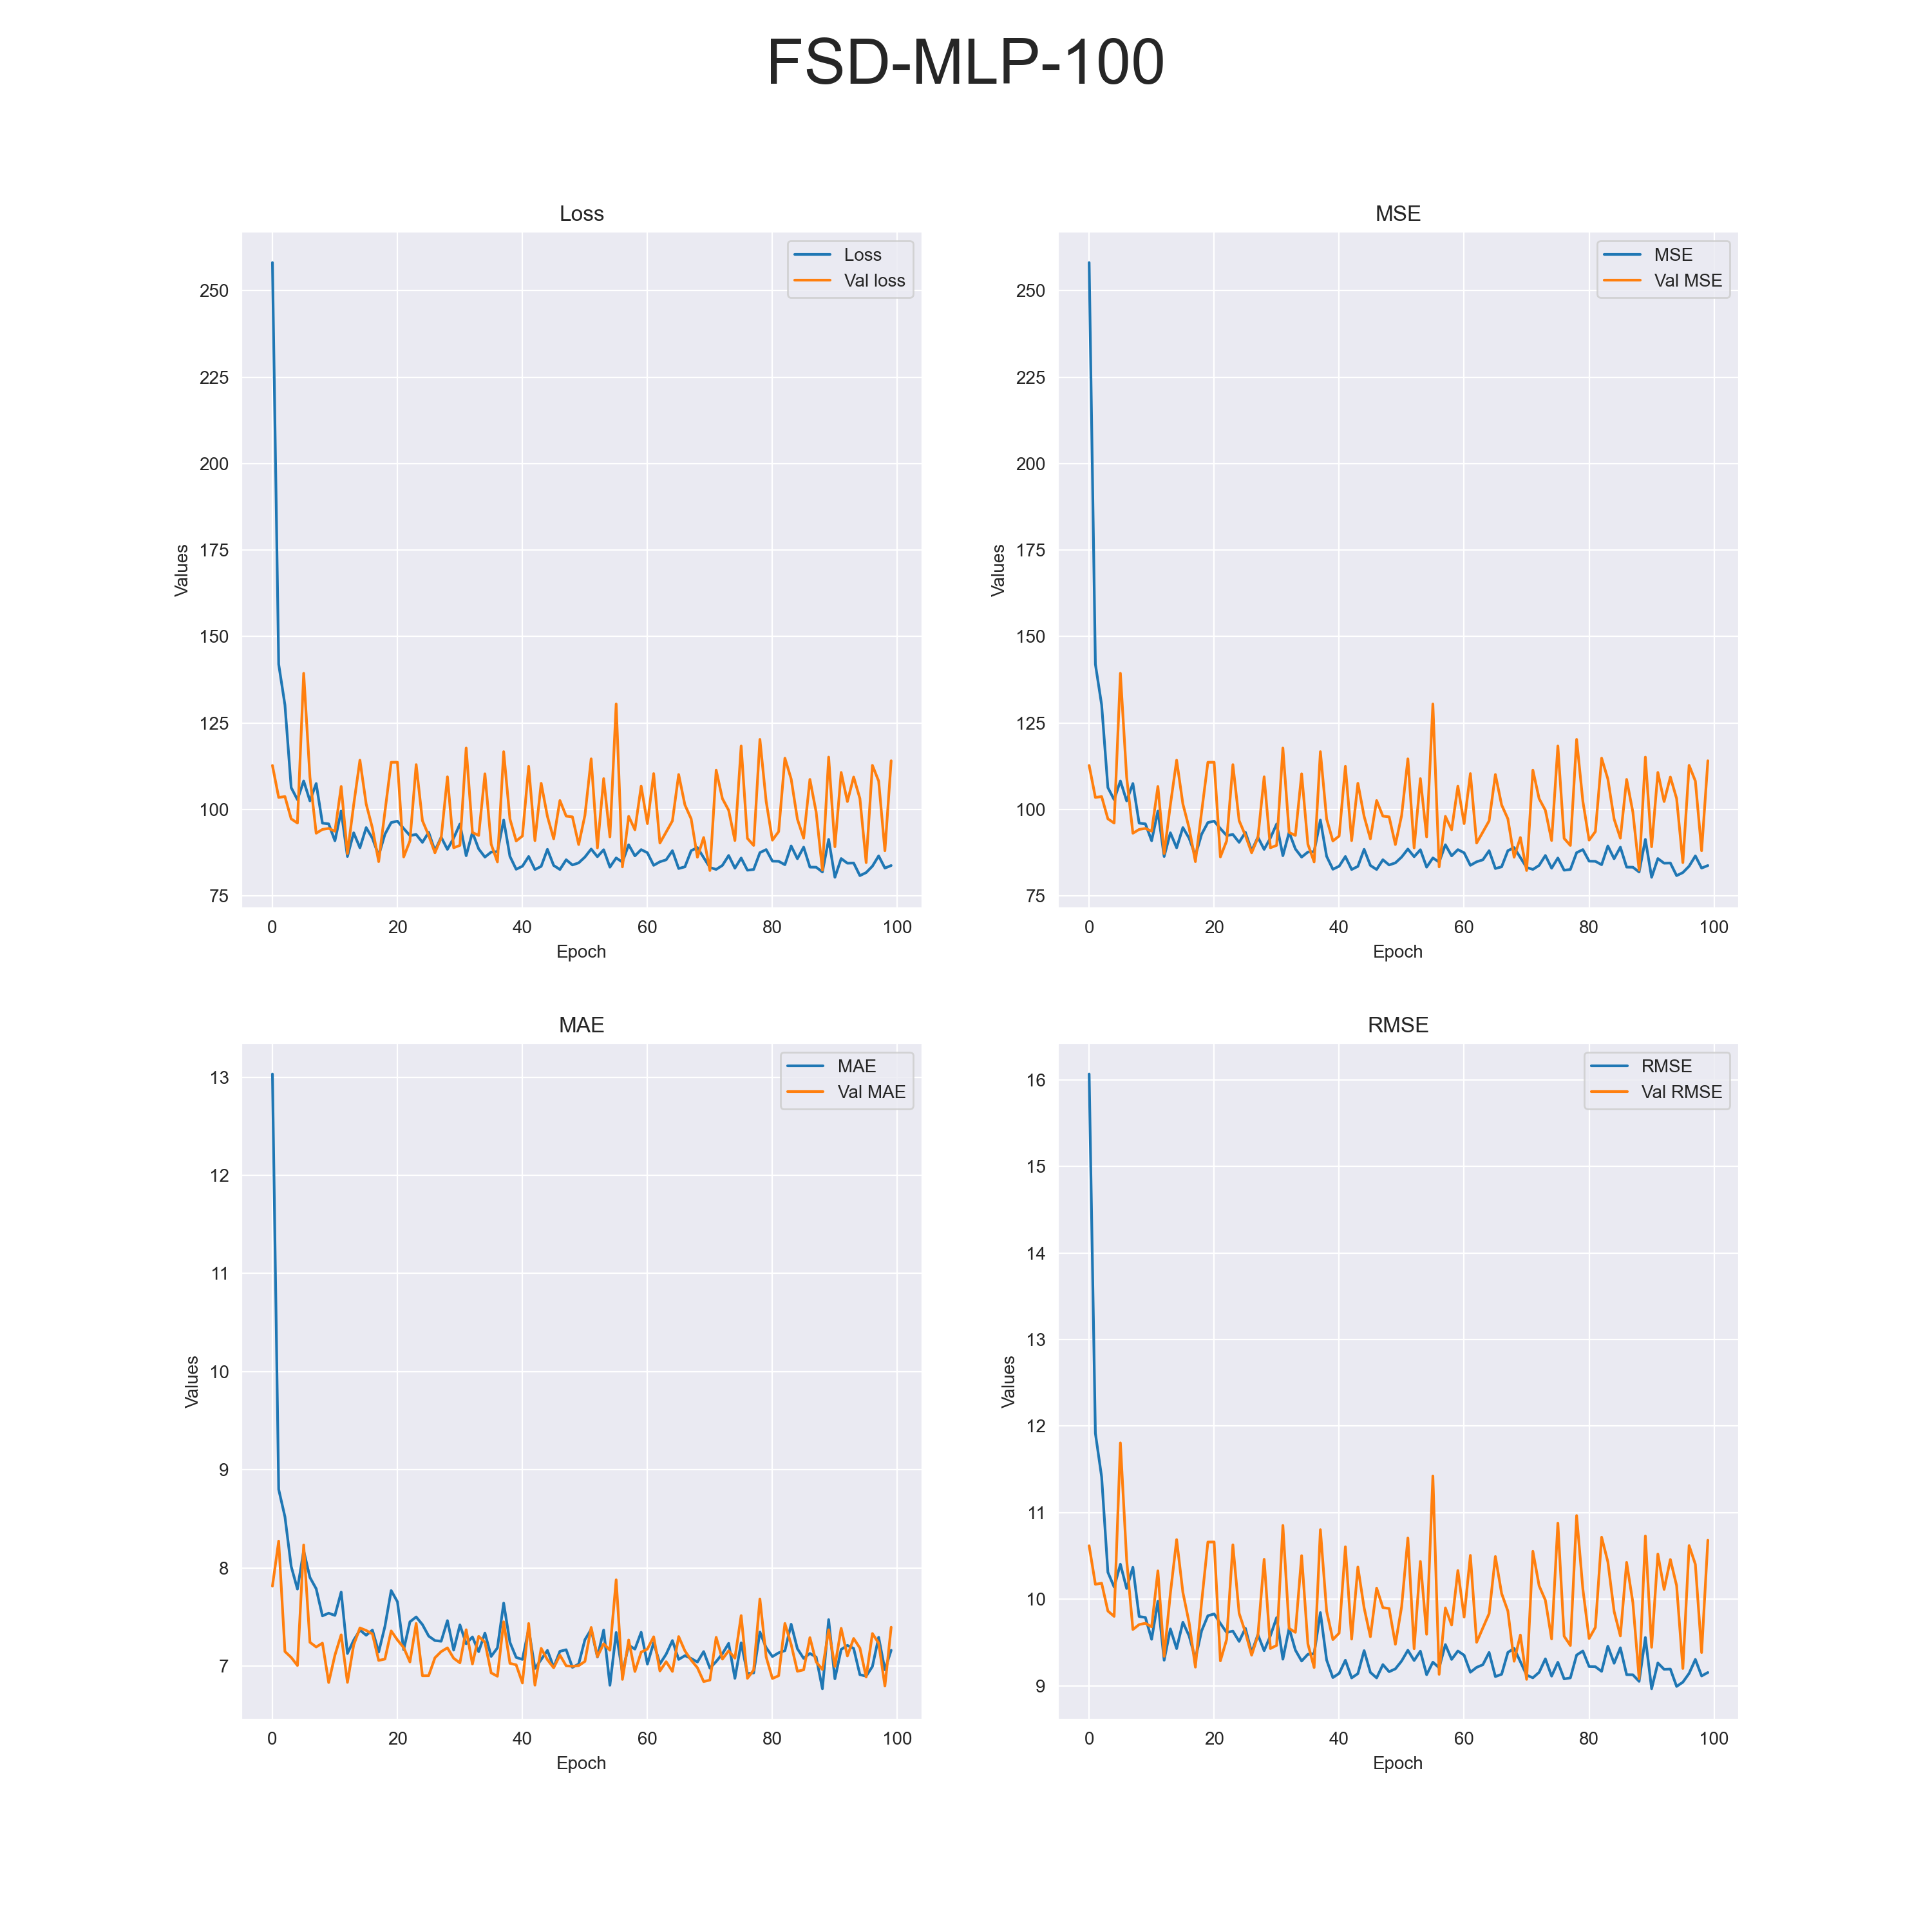 FSD-MLP-100
Loss
Loss
Val loss
250
225
200
175
150
125
100
75
Values
0 20 40 60 80 100
Epoch
MSE
MSE
Val MSE
250
225
200
175
150
125
100
75
Values
0 20 40 60 80 100
Epoch
MAE
MAE
Val MAE
13
12
11
10
9
8
7
Values
0 20 40 60 80 100
Epoch
RMSE
RMSE
Val RMSE
16
15
14
13
12
11
10
9
Values
0 20 40 60 80 100
Epoch